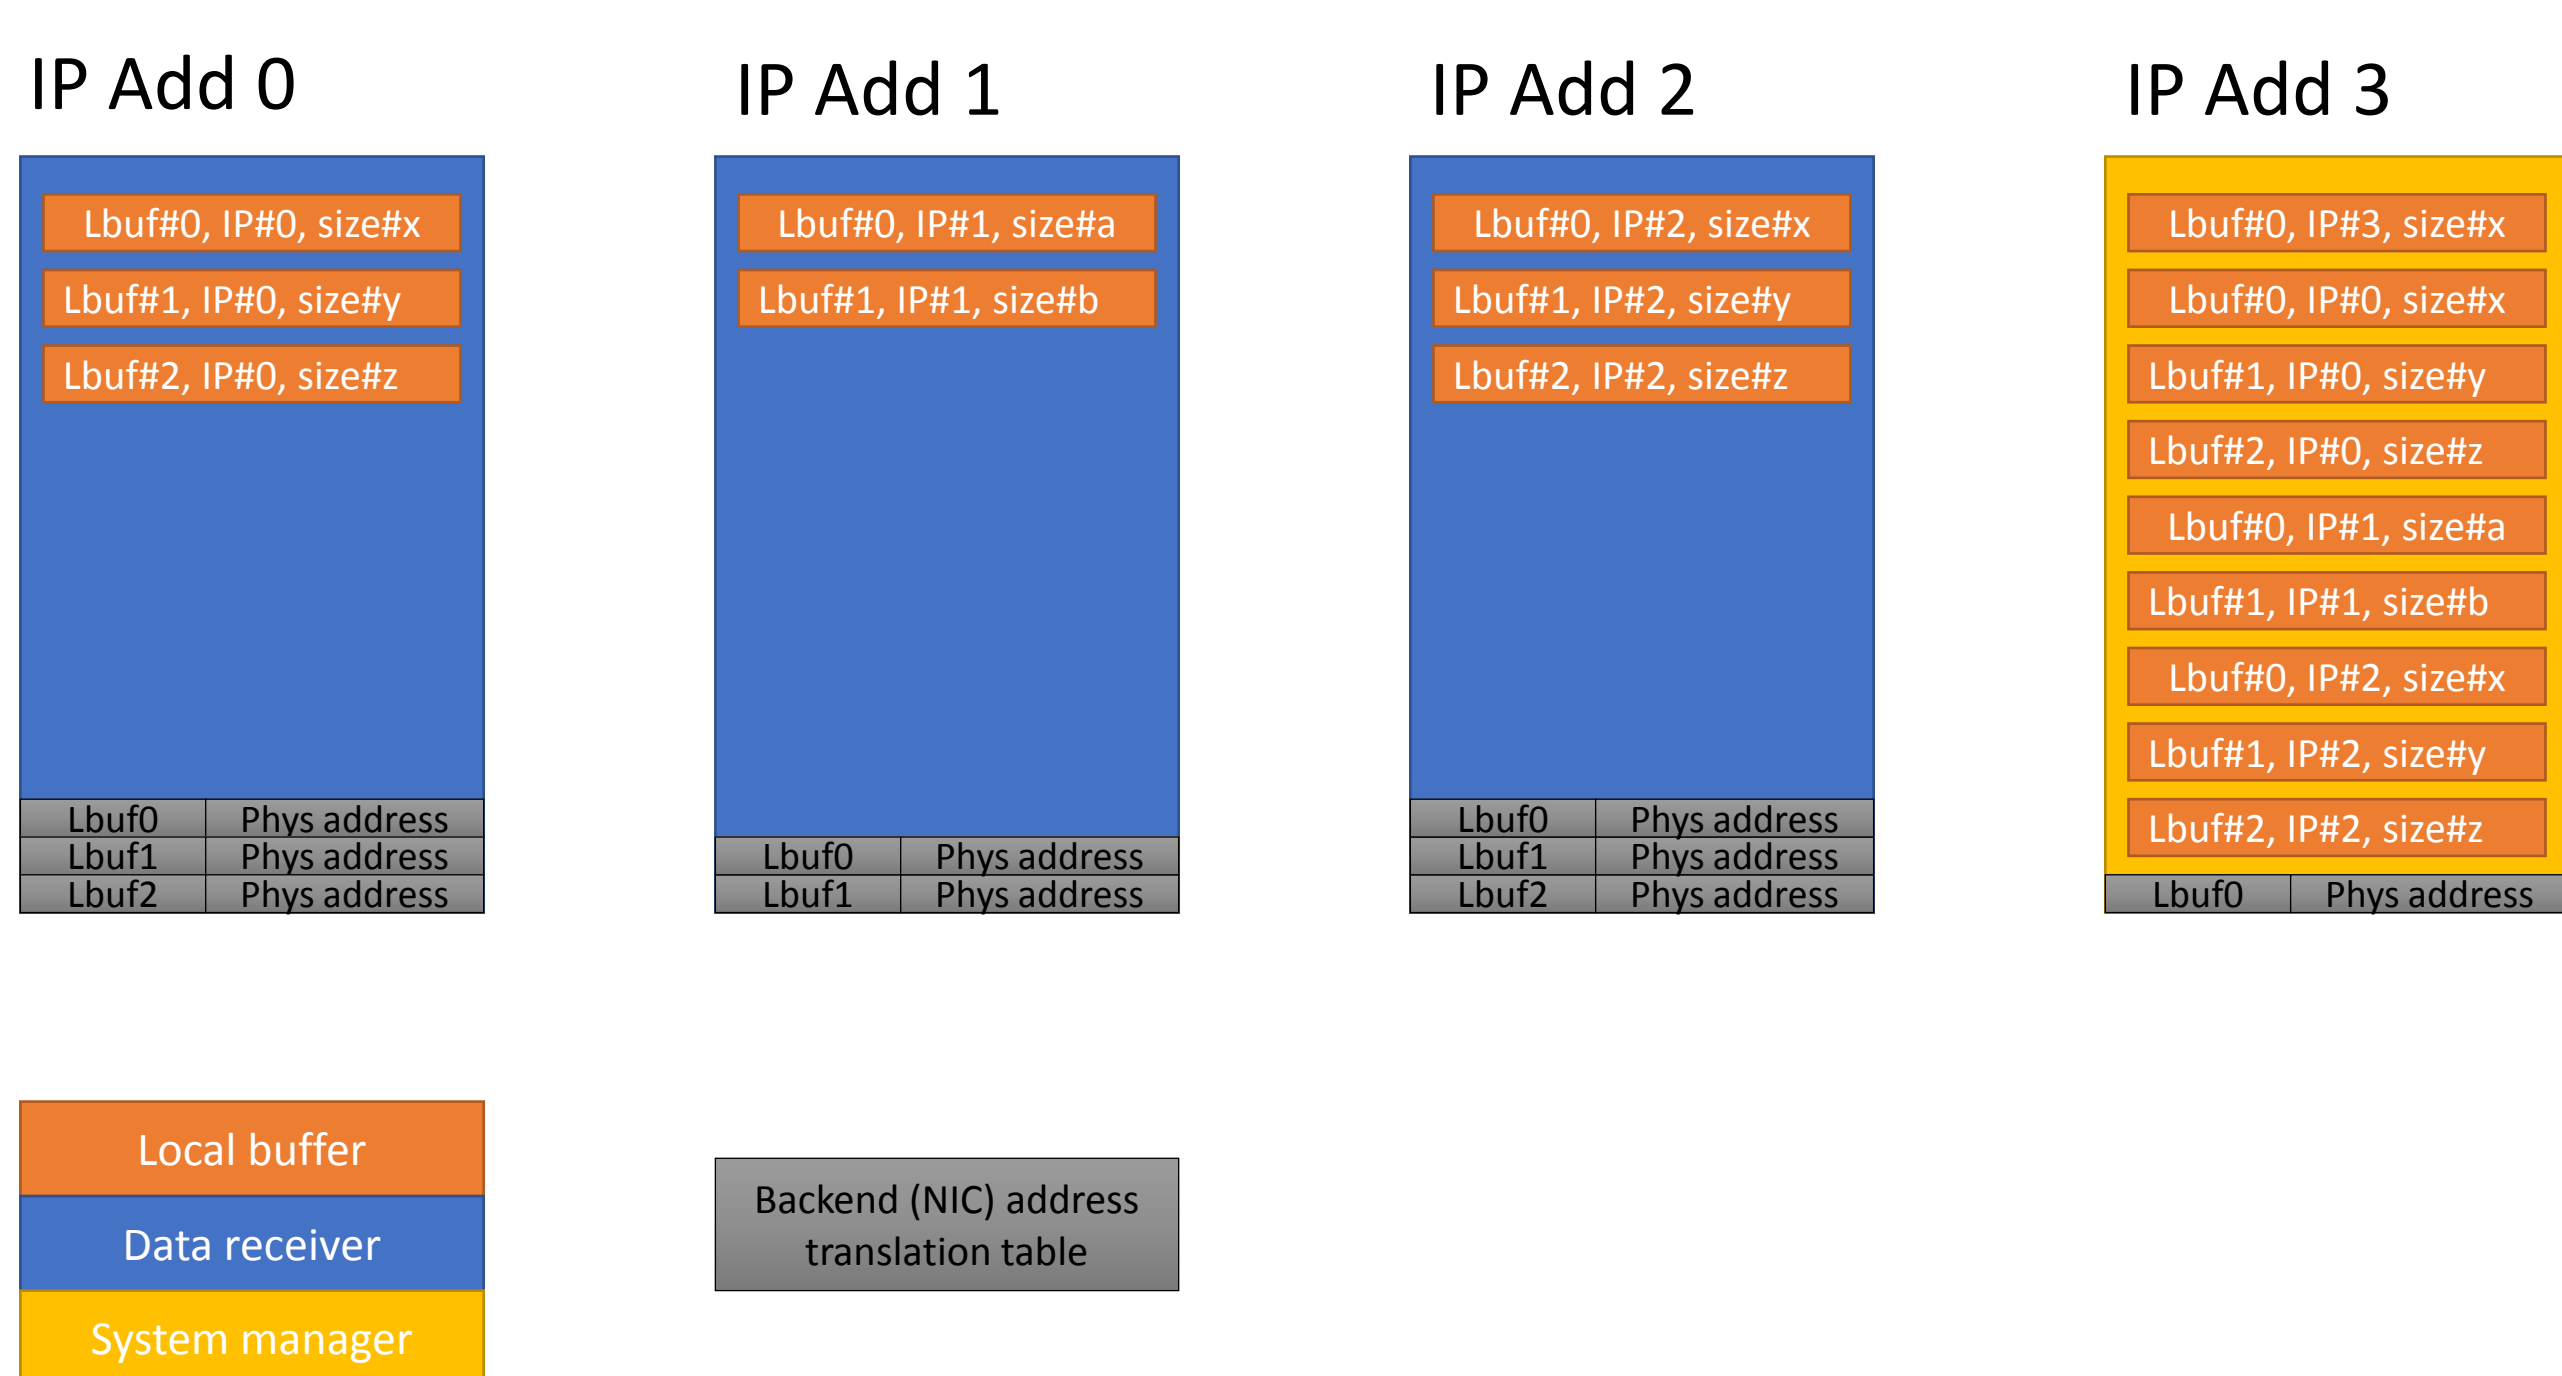 IP Add 0
Lbuf#0, IP#0, size#x
Lbuf#1, IP#0, size#y
Lbuf#2, IP#0, size#z
Lbuf0 Phys address
Lbuf1 Phys address
Lbuf2 Phys address
IP Add 1
Lbuf#0, IP#1, size#a
Lbuf#1, IP#1, size#b
Lbuf0 Phys address
Lbuf1 Phys address
IP Add 2
Lbuf#0, IP#2, size#x
Lbuf#1, IP#2, size#y
Lbuf#2, IP#2, size#z
Lbuf0 Phys address
Lbuf1 Phys address
Lbuf2 Phys address
IP Add 3
Lbuf#0, IP#3, size#x
Lbuf#0, IP#0, size#x
Lbuf#1, IP#0, size#y
Lbuf#2, IP#0, size#z
Lbuf#0, IP#1, size#a
Lbuf#1, IP#1, size#b
Lbuf#0, IP#2, size#x
Lbuf#1, IP#2, size#y
Lbuf#2, IP#2, size#z
Lbuf0 Phys address
Local buffer
Data receiver
System manager
Backend (NIC) address
translation table